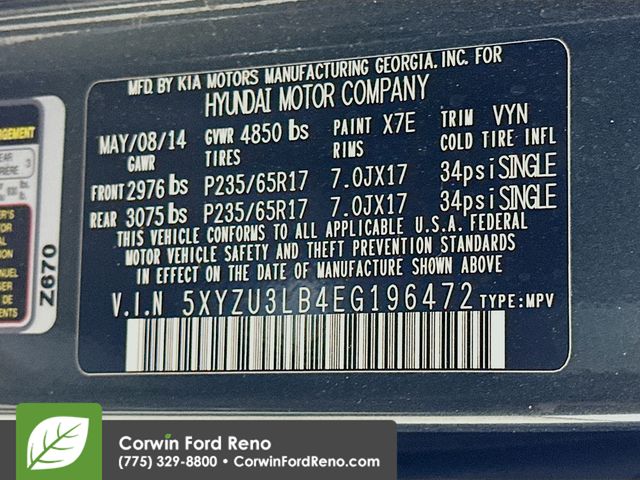 MFD. BY KIA MOTORS MANUFACTURING GEORGIA, INC. FOR
HYUNDAI MOTOR COMPANY
MAY/08/14 GVWR 4850 lbs PAINT X7E TRIM VYN
GAWR TIRES RIMS COLD TIRE INFL
FRONT 2976 lbs P235/65R17 7.0JX17 34psi SINGLE
REAR 3075 lbs P235/65R17 7.0JX17 34psi SINGLE
THIS VEHICLE CONFORMS TO ALL APPLICABLE U.S.A. FEDERAL
MOTOR VEHICLE SAFETY AND THEFT PREVENTION STANDARDS
IN EFFECT ON THE DATE OF MANUFACTURE SHOWN ABOVE
V.I.N 5XYZU3LB4EG196472 TYPE:MPV
Z670
Corwin Ford Reno
(775) 329-8800 • CorwinFordReno.com